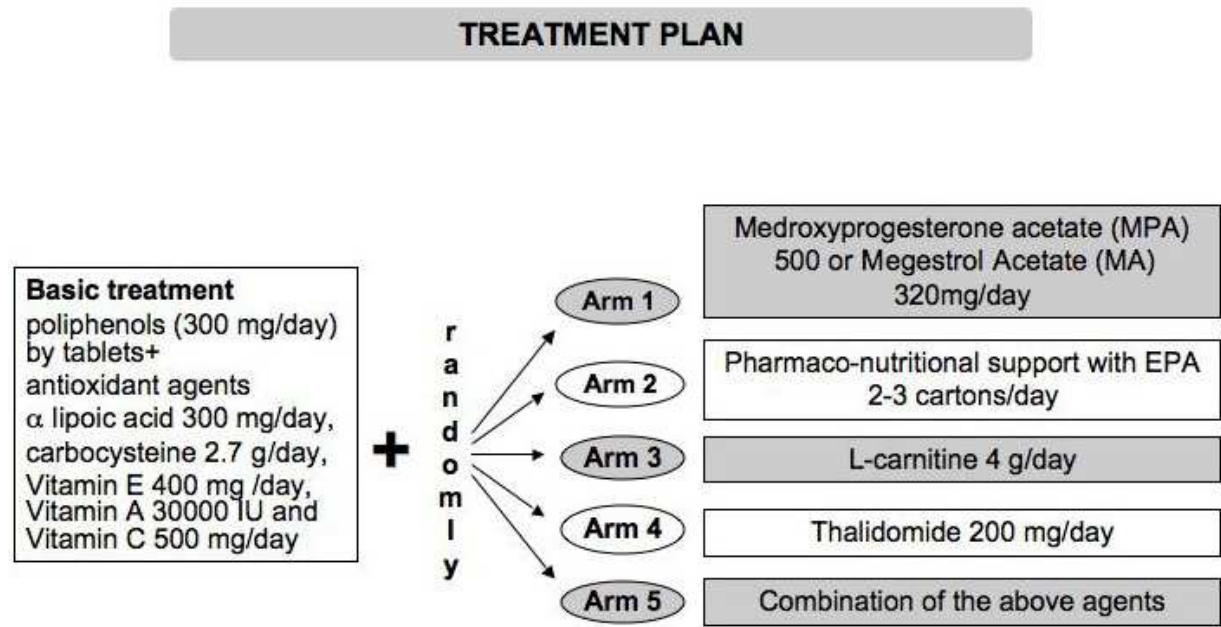 TREATMENT PLAN
Basic treatment
poliphenols (300 mg/day)
by tablets+
antioxidant agents
α lipoic acid 300 mg/day,
carbocysteine 2.7 g/day,
Vitamin E 400 mg /day,
Vitamin A 30000 IU and
Vitamin C 500 mg/day
+
randomly
Arm 1
Medroxyprogesterone acetate (MPA)
500 or Megestrol Acetate (MA)
320mg/day
Arm 2
Pharmaco-nutritional support with EPA
2-3 cartons/day
Arm 3
L-carnitine 4 g/day
Arm 4
Thalidomide 200 mg/day
Arm 5
Combination of the above agents